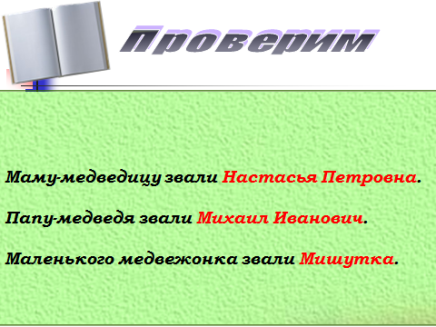 Проверим
Маму-медведицу звали Настасья Петровна.
Папу-медведя звали Михаил Иванович.
Маленького медвежонка звали Мишутка.